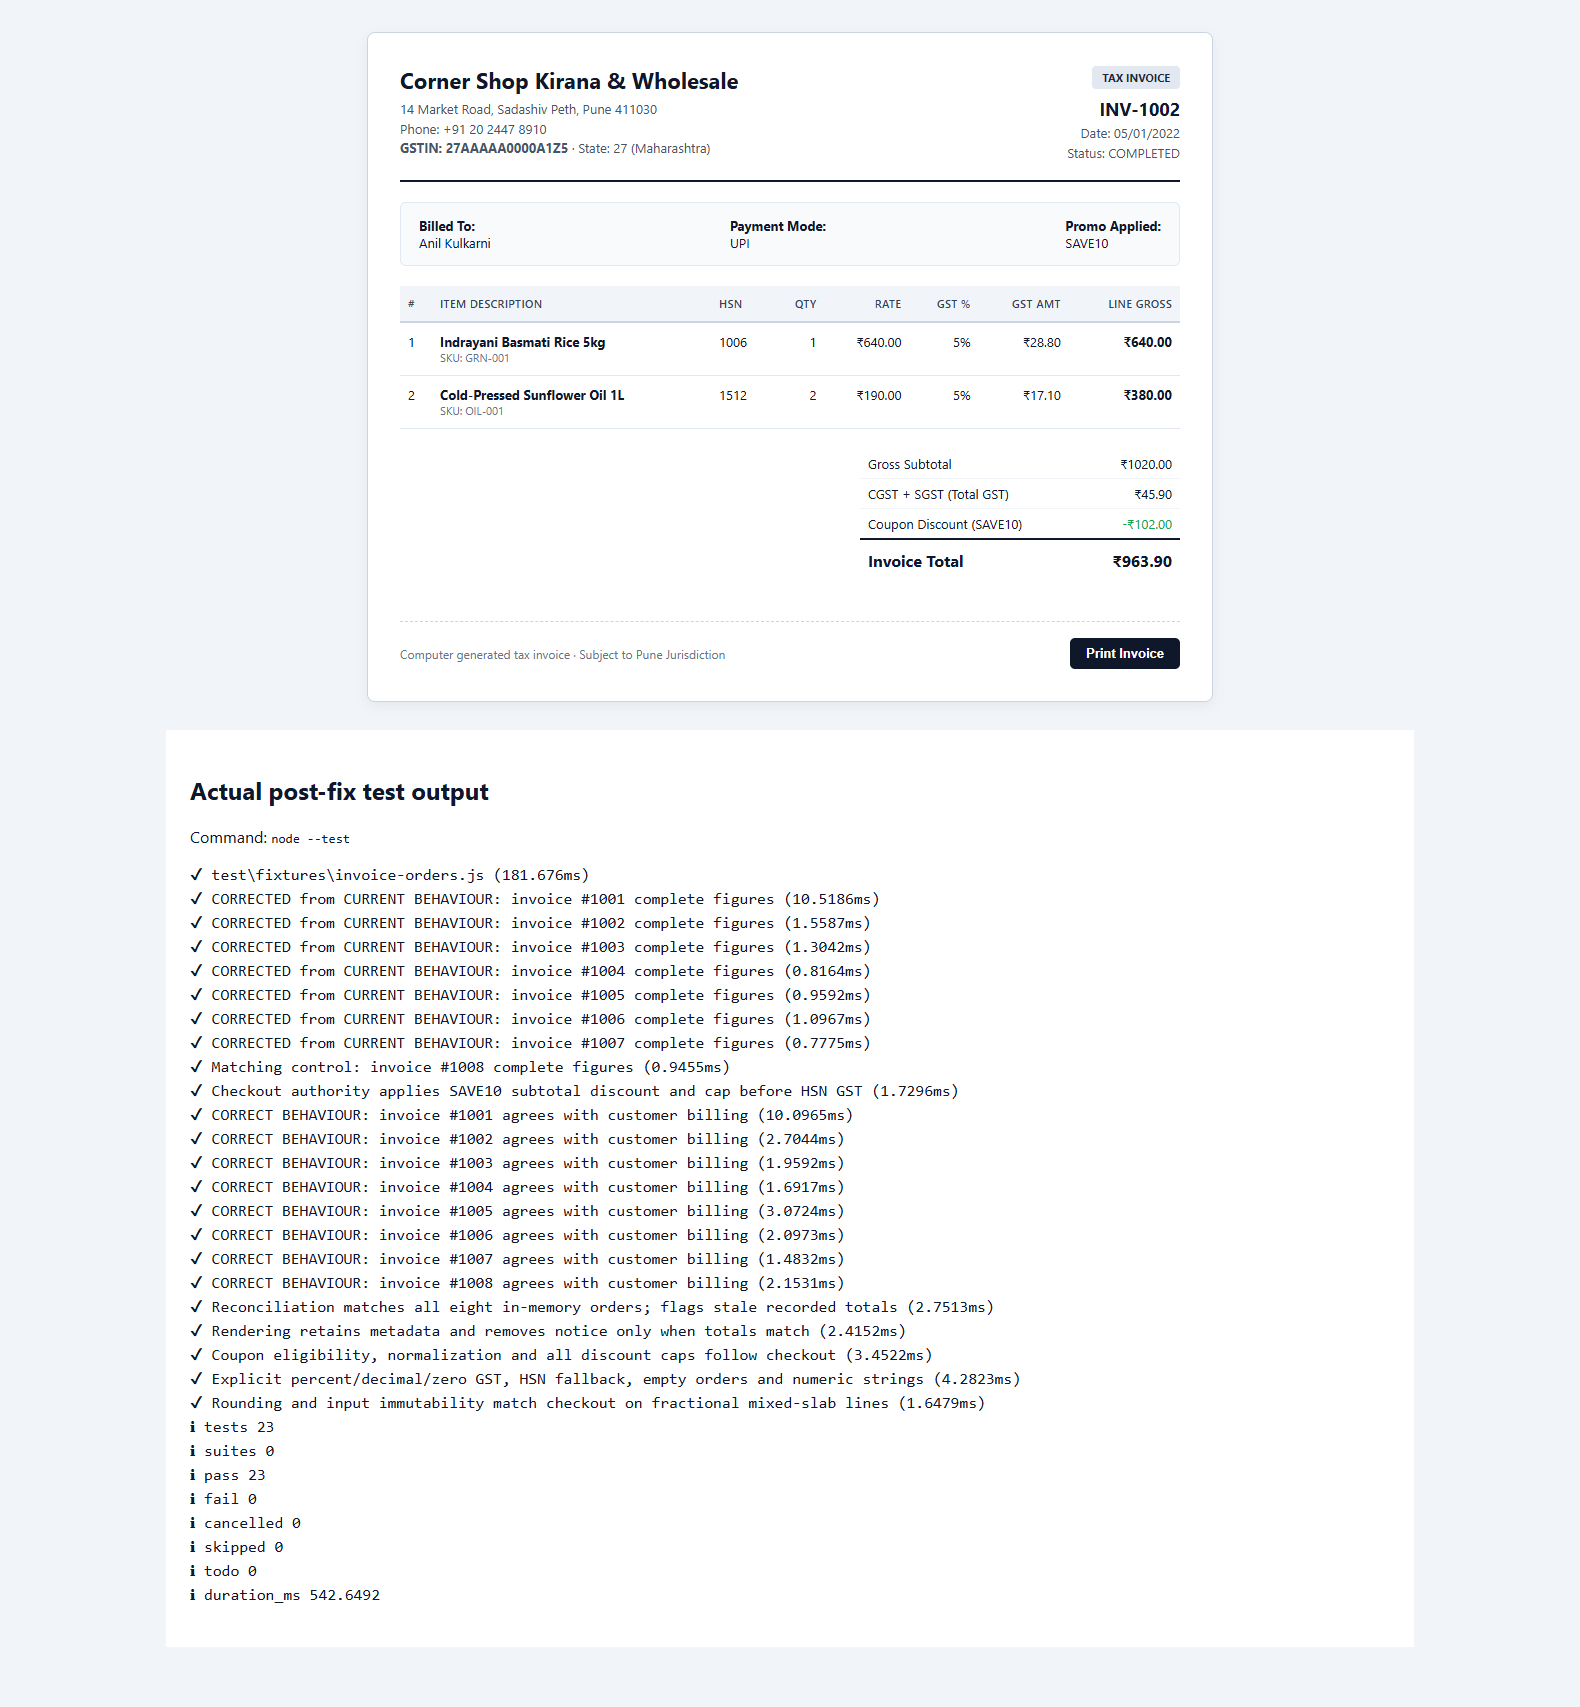 Corner Shop Kirana & Wholesale
14 Market Road, Sadashiv Peth, Pune 411030
Phone: +91 20 2447 8910
GSTIN: 27AAAAA0000A1Z5 · State: 27 (Maharashtra)
TAX INVOICE
INV-1002
Date: 05/01/2022
Status: COMPLETED
Billed To:
Anil Kulkarni
Payment Mode:
UPI
Promo Applied:
SAVE10
# ITEM DESCRIPTION HSN QTY RATE GST % GST AMT LINE GROSS
1 Indrayani Basmati Rice 5kg 1006 1 ₹640.00 5% ₹28.80 ₹640.00
SKU: GRN-001
2 Cold-Pressed Sunflower Oil 1L 1512 2 ₹190.00 5% ₹17.10 ₹380.00
SKU: OIL-001
Gross Subtotal ₹1020.00
CGST + SGST (Total GST) ₹45.90
Coupon Discount (SAVE10) -₹102.00
Invoice Total ₹963.90
Computer generated tax invoice · Subject to Pune Jurisdiction
Print Invoice
Actual post-fix test output
Command: node --test
✓ test\fixtures\invoice-orders.js (181.676ms)
✓ CORRECTED from CURRENT BEHAVIOUR: invoice #1001 complete figures (10.5186ms)
✓ CORRECTED from CURRENT BEHAVIOUR: invoice #1002 complete figures (1.5587ms)
✓ CORRECTED from CURRENT BEHAVIOUR: invoice #1003 complete figures (1.3042ms)
✓ CORRECTED from CURRENT BEHAVIOUR: invoice #1004 complete figures (0.8164ms)
✓ CORRECTED from CURRENT BEHAVIOUR: invoice #1005 complete figures (0.9592ms)
✓ CORRECTED from CURRENT BEHAVIOUR: invoice #1006 complete figures (1.0967ms)
✓ CORRECTED from CURRENT BEHAVIOUR: invoice #1007 complete figures (0.7775ms)
✓ Matching control: invoice #1008 complete figures (0.9455ms)
✓ Checkout authority applies SAVE10 subtotal discount and cap before HSN GST (1.7296ms)
✓ CORRECT BEHAVIOUR: invoice #1001 agrees with customer billing (10.0965ms)
✓ CORRECT BEHAVIOUR: invoice #1002 agrees with customer billing (2.7044ms)
✓ CORRECT BEHAVIOUR: invoice #1003 agrees with customer billing (1.9592ms)
✓ CORRECT BEHAVIOUR: invoice #1004 agrees with customer billing (1.6917ms)
✓ CORRECT BEHAVIOUR: invoice #1005 agrees with customer billing (3.0724ms)
✓ CORRECT BEHAVIOUR: invoice #1006 agrees with customer billing (2.0973ms)
✓ CORRECT BEHAVIOUR: invoice #1007 agrees with customer billing (1.4832ms)
✓ CORRECT BEHAVIOUR: invoice #1008 agrees with customer billing (2.1531ms)
✓ Reconciliation matches all eight in-memory orders; flags stale recorded totals (2.7513ms)
✓ Rendering retains metadata and removes notice only when totals match (2.4152ms)
✓ Coupon eligibility, normalization and all discount caps follow checkout (3.4522ms)
✓ Explicit percent/decimal/zero GST, HSN fallback, empty orders and numeric strings (4.2823ms)
✓ Rounding and input immutability match checkout on fractional mixed-slab lines (1.6479ms)
ℹ tests 23
ℹ suites 0
ℹ pass 23
ℹ fail 0
ℹ cancelled 0
ℹ skipped 0
ℹ todo 0
ℹ duration_ms 542.6492